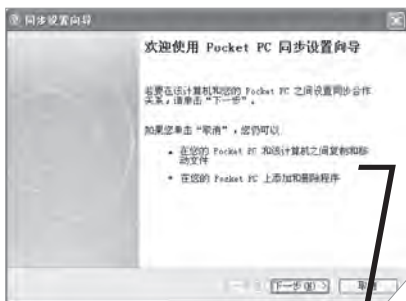 同步设置向导
欢迎使用 Pocket PC 同步设置向导
若要在该计算机和您的 Pocket PC 之间设置同步合作
关系，请单击“下一步”。
如果您单击“取消”，您仍可以
• 在您的 Pocket PC 和该计算机之间复制和移
动文件
• 在您的 Pocket PC 上添加和删除程序
下一步(N) >